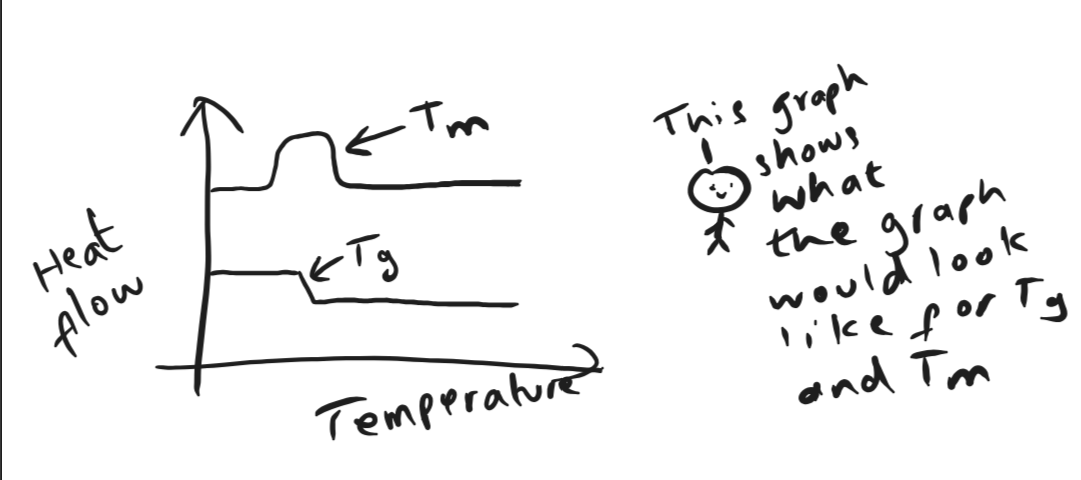 Tm
Tg
Heat
flow
Temperature
This graph
shows
what
the graph
would look
like for Tg
and Tm